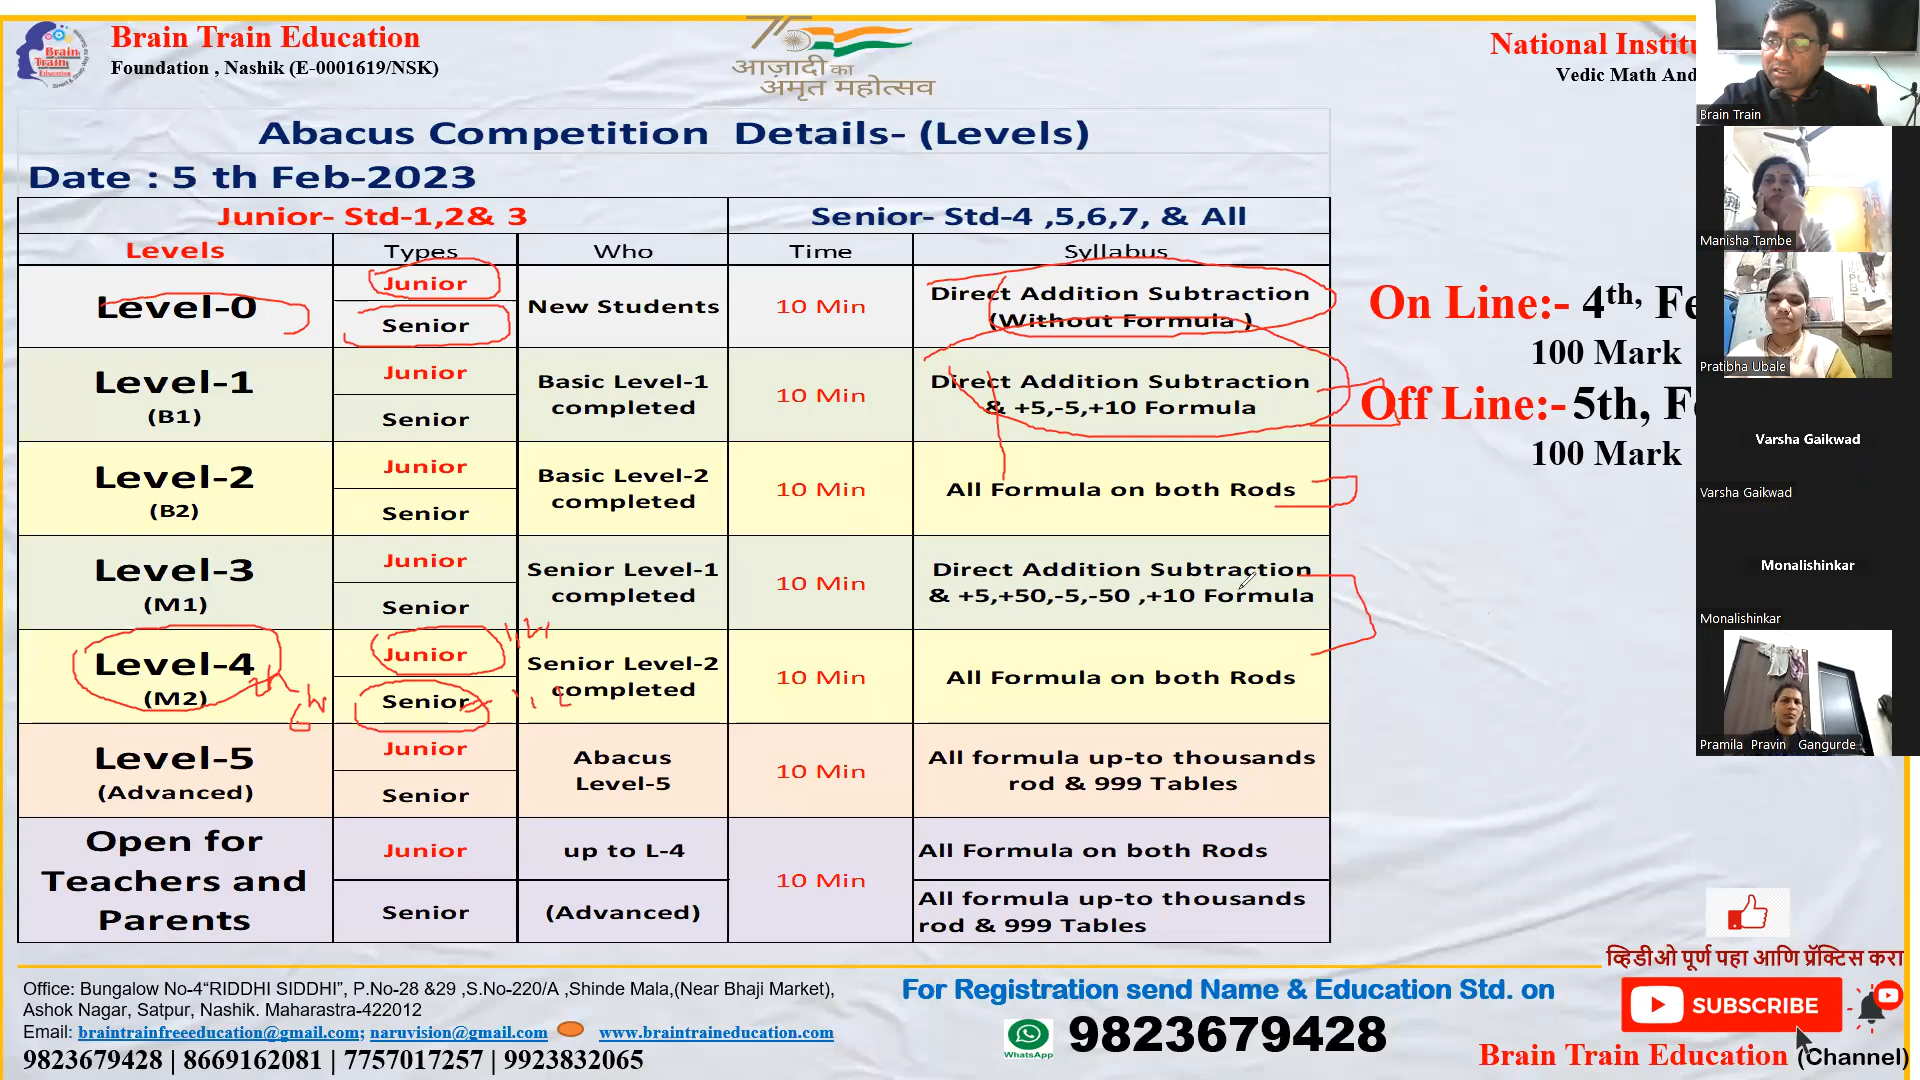 Brain Train Education
Foundation , Nashik (E-0001619/NSK)
आज़ादी का
अमृत महोत्सव
National Institu
Vedic Math And
Brain Train
Abacus Competition Details- (Levels)
Date : 5 th Feb-2023
Junior- Std-1,2& 3
Senior- Std-4 ,5,6,7, & All
Levels
Types
Who
Time
Syllabus
Level-0
Junior
Senior
New Students
10 Min
Direct Addition Subtraction
(Without Formula )
Level-1
(B1)
Junior
Senior
Basic Level-1
completed
10 Min
Direct Addition Subtraction
& +5,-5,+10 Formula
Level-2
(B2)
Junior
Senior
Basic Level-2
completed
10 Min
All Formula on both Rods
Level-3
(M1)
Junior
Senior
Senior Level-1
completed
10 Min
Direct Addition Subtraction
& +5,+50,-5,-50 ,+10 Formula
Level-4
(M2)
Junior
Senior
Senior Level-2
completed
10 Min
All Formula on both Rods
Level-5
(Advanced)
Junior
Senior
Abacus
Level-5
10 Min
All formula up-to thousands
rod & 999 Tables
Open for
Teachers and
Parents
Junior
Senior
up to L-4
(Advanced)
10 Min
All Formula on both Rods
All formula up-to thousands
rod & 999 Tables
On Line:- 4th, Fe
100 Mark
Off Line:- 5th, Fe
100 Mark
Manisha Tambe
Pratibha Ubale
Varsha Gaikwad
Varsha Gaikwad
Monalishinkar
Monalishinkar
Pramila Pravin Gangurde
व्हिडीओ पूर्ण पहा आणि प्रॅक्टिस करा
SUBSCRIBE
Brain Train Education (Channel)
Office: Bungalow No-4“RIDDHI SIDDHI”, P.No-28 &29 ,S.No-220/A ,Shinde Mala,(Near Bhaji Market),
Ashok Nagar, Satpur, Nashik. Maharastra-422012
Email: braintrainfreeeducation@gmail.com; naruvision@gmail.com www.braintraineducation.com
9823679428 | 8669162081 | 7757017257 | 9923832065
For Registration send Name & Education Std. on
WhatsApp
9823679428